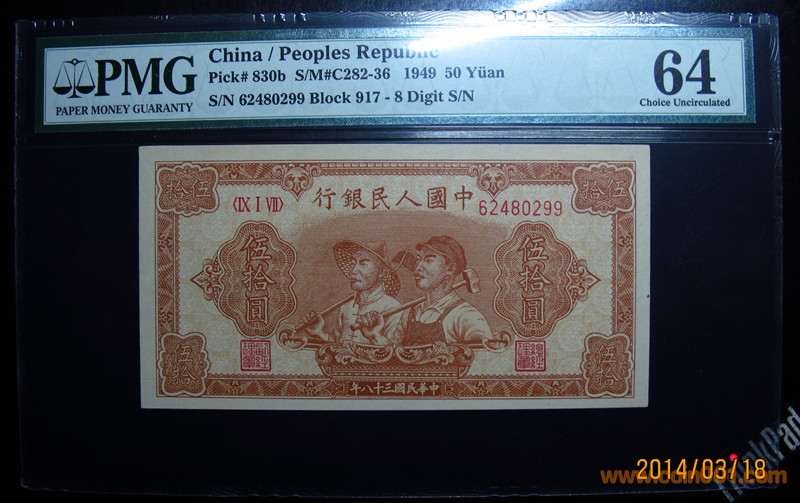 PMG
PAPER MONEY GUARANTY
China / Peoples Republic
Pick# 830b S/M#C282-36 1949 50 Yüan
S/N 62480299 Block 917 - 8 Digit S/N
64
Choice Uncirculated
拾伍
行銀民人國中
拾伍
〈IX I VII〉
62480299
伍拾圓
伍拾圓
伍拾
年八十三國民華中
伍拾
2014/03/18
ThinkPad